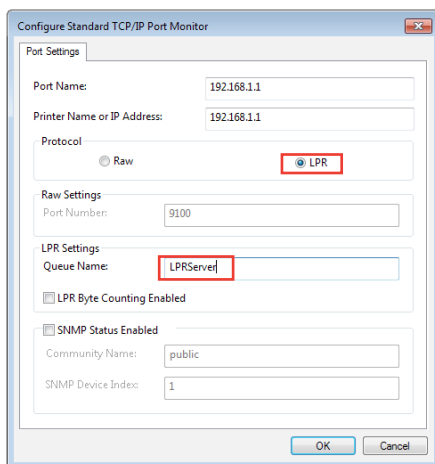 Configure Standard TCP/IP Port Monitor
Port Settings
Port Name: 192.168.1.1
Printer Name or IP Address: 192.168.1.1
Protocol
Raw LPR
Raw Settings
Port Number: 9100
LPR Settings
Queue Name: LPRServer
LPR Byte Counting Enabled
SNMP Status Enabled
Community Name: public
SNMP Device Index: 1
OK Cancel